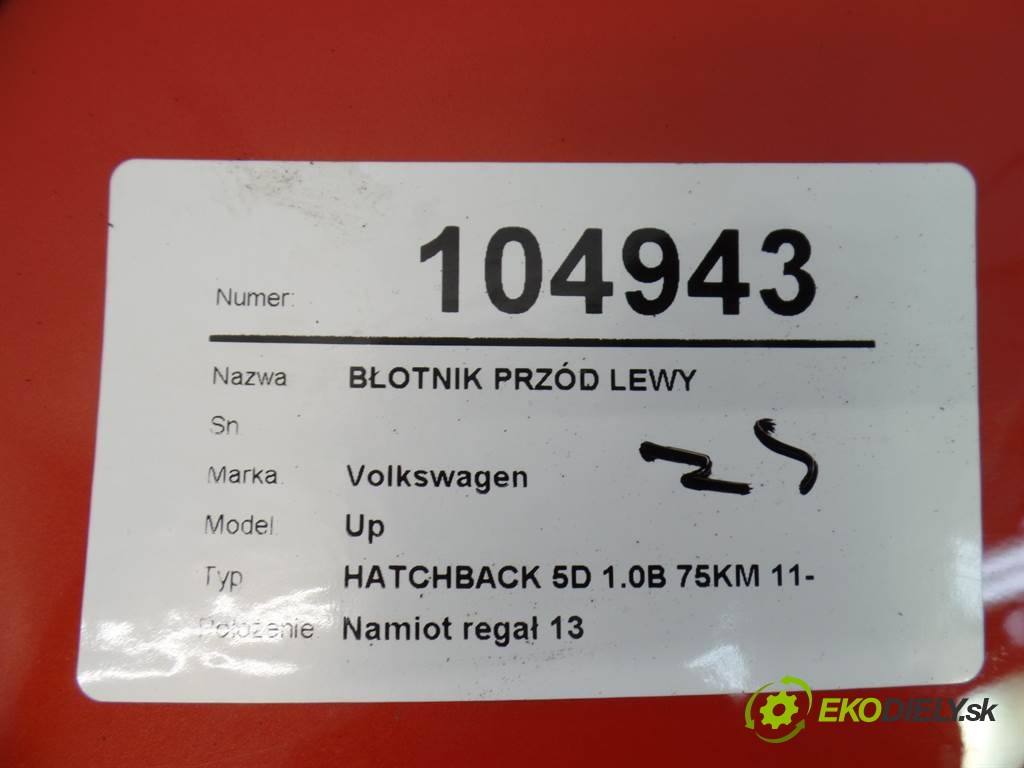 Numer: 104943
Nazwa BŁOTNIK PRZÓD LEWY
Sn
Marka Volkswagen
Model Up
Typ HATCHBACK 5D 1.0B 75KM 11-
Położenie Namiot regał 13
EKODIELY.sk